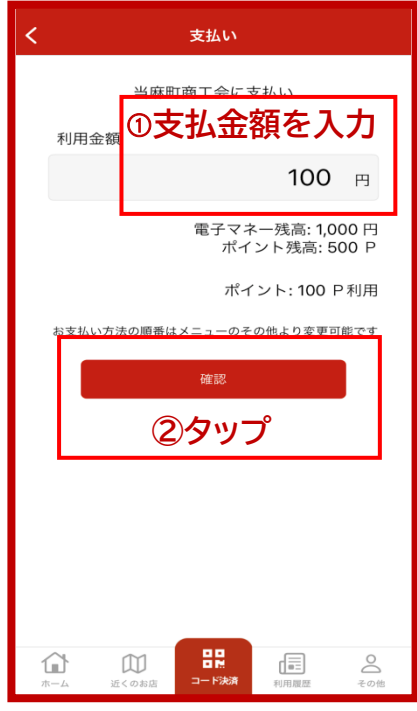 支払い
当麻町商工会に支払い
①支払金額を入力
利用金額
100 円
電子マネー残高: 1,000 円
ポイント残高: 500 P
ポイント: 100 P利用
お支払い方法の順番はメニューのその他より変更可能です
確認
②タップ
ホーム
近くのお店
コード決済
利用履歴
その他